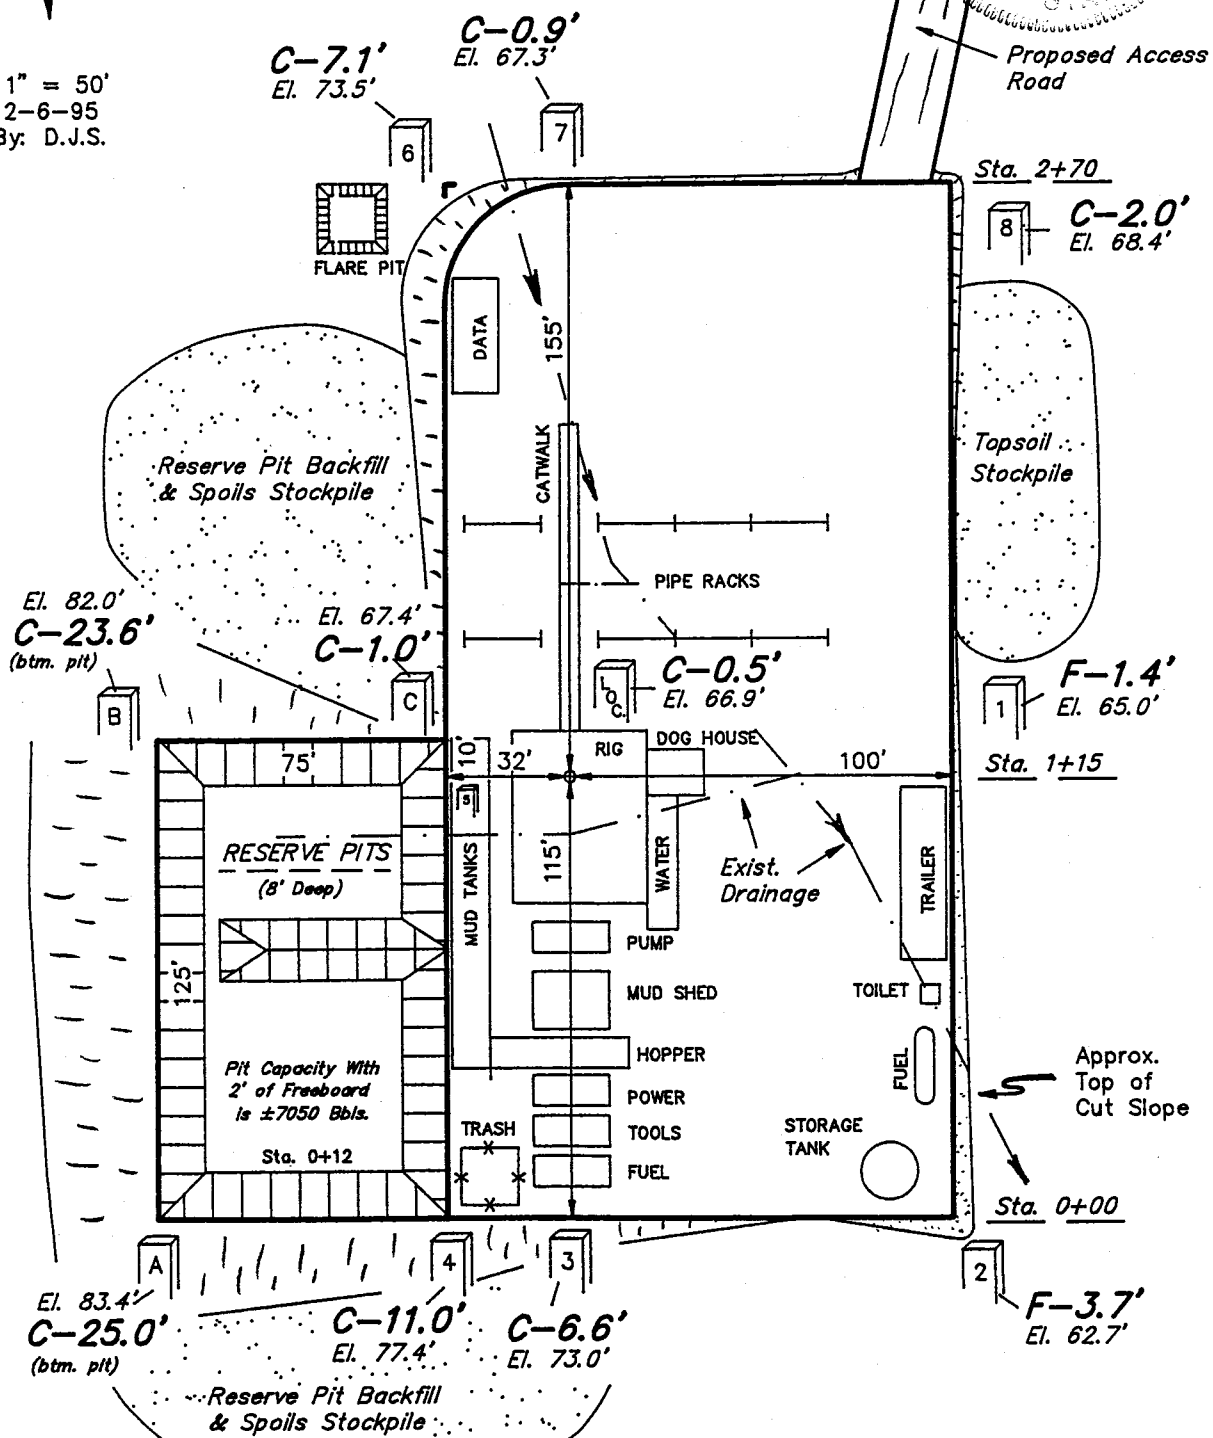 C-0.9'
El. 67.3'
C-7.1'
El. 73.5'
1" = 50'
2-6-95
By: D.J.S.
Proposed Access
Road
6
7
Sta. 2+70
8
C-2.0'
El. 68.4'
FLARE PIT
DATA
155'
CATWALK
Topsoil
Stockpile
Reserve Pit Backfill
& Spoils Stockpile
PIPE RACKS
El. 82.0'
C-23.6'
(btm. pit)
El. 67.4'
C-1.0'
B
C
LOC.
C-0.5'
El. 66.9'
1
F-1.4'
El. 65.0'
75'
10'
32'
RIG
DOG HOUSE
100'
Sta. 1+15
S
RESERVE PITS
(8' Deep)
MUD TANKS
115'
WATER
Exist.
Drainage
TRAILER
PUMP
125'
MUD SHED
TOILET
HOPPER
FUEL
Pit Capacity With
2' of Freeboard
is ±7050 Bbls.
POWER
Approx.
Top of
Cut Slope
TRASH
TOOLS
STORAGE
TANK
Sta. 0+12
FUEL
Sta. 0+00
A
4
3
2
El. 83.4'
C-25.0'
(btm. pit)
C-11.0'
El. 77.4'
C-6.6'
El. 73.0'
F-3.7'
El. 62.7'
Reserve Pit Backfill
& Spoils Stockpile